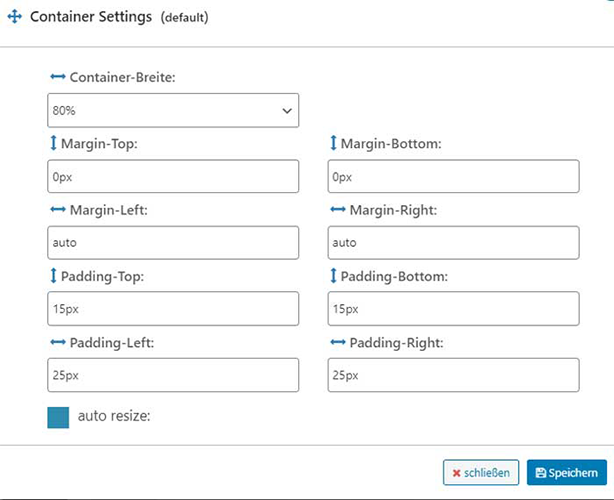 Container Settings (default)
Container-Breite:
80%
Margin-Top: Margin-Bottom:
0px 0px
Margin-Left: Margin-Right:
auto auto
Padding-Top: Padding-Bottom:
15px 15px
Padding-Left: Padding-Right:
25px 25px
auto resize:
schließen Speichern